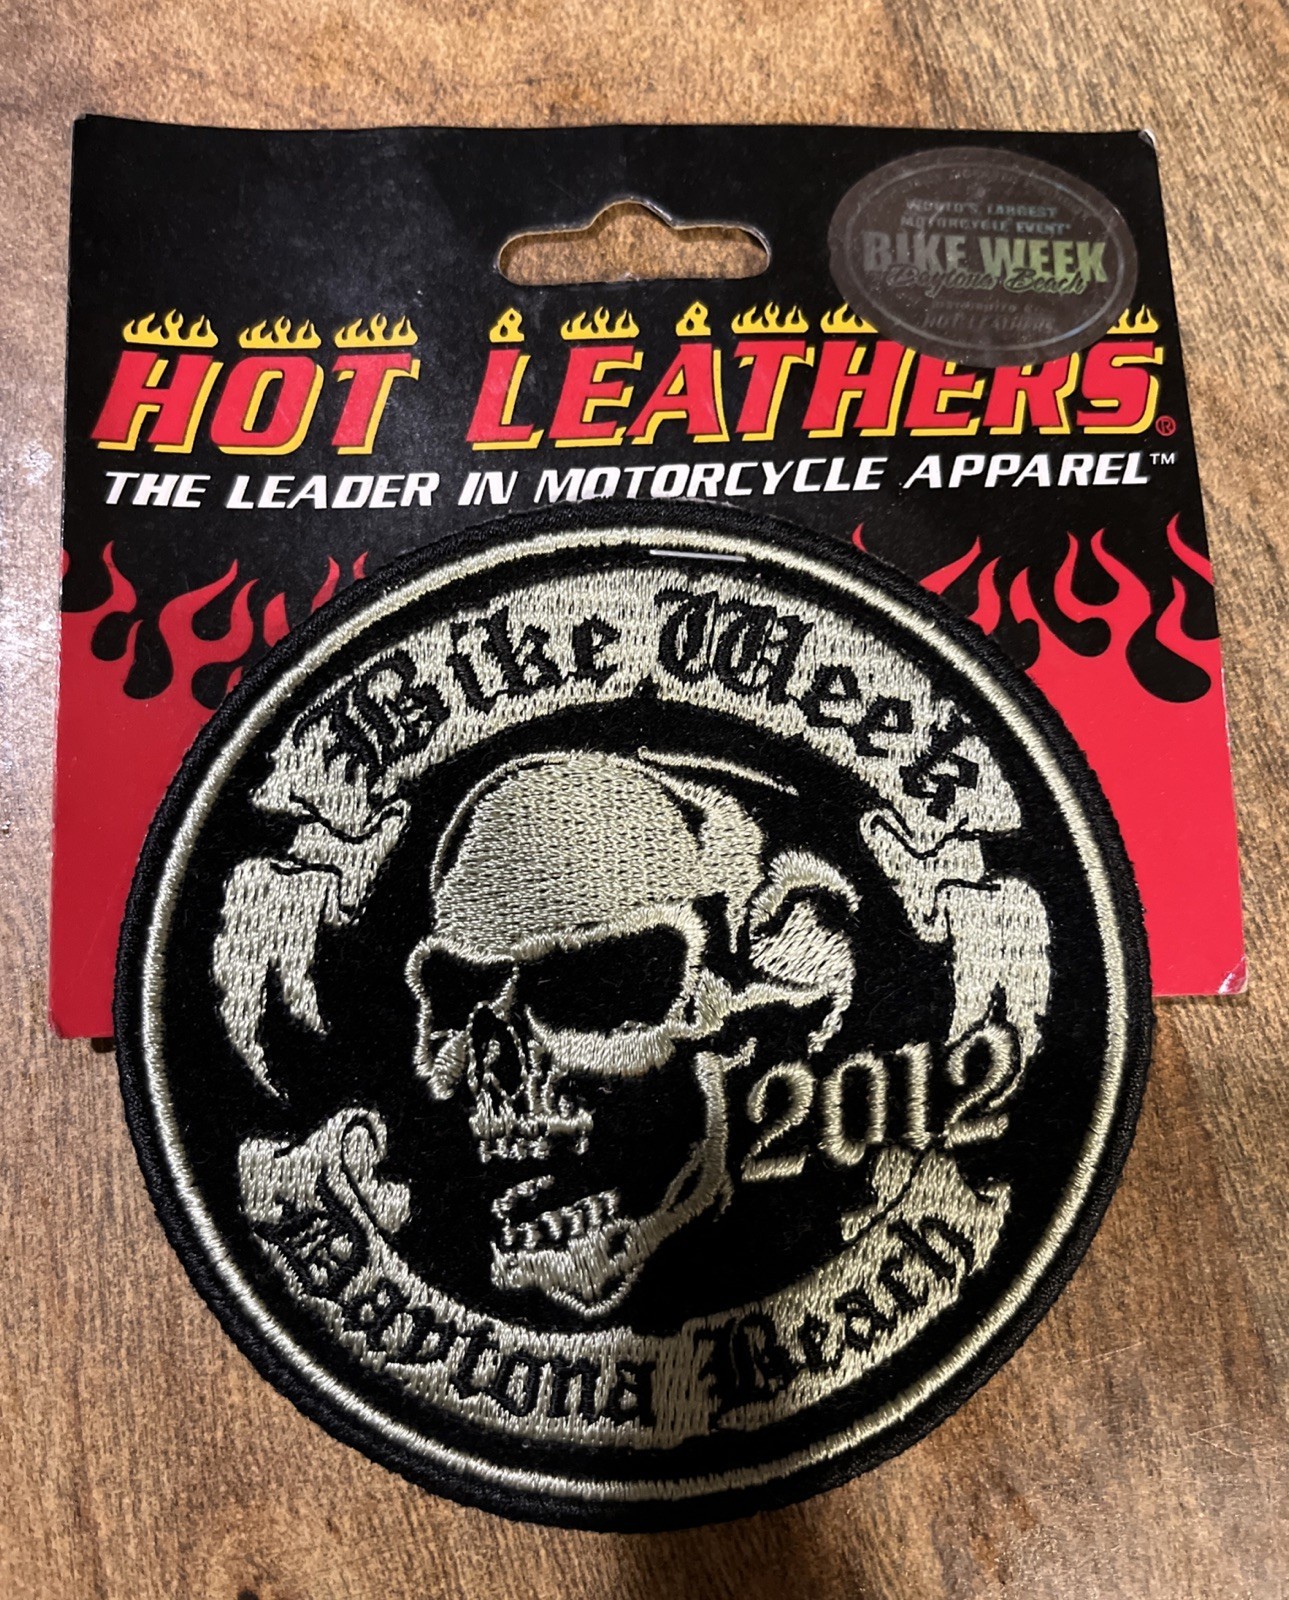 WORLD'S LARGEST
MOTORCYCLE EVENT
BIKE WEEK
Daytona Beach
HOT LEATHERS
HOT LEATHERS®
THE LEADER IN MOTORCYCLE APPAREL™
Bike Week
2012
Daytona Beach